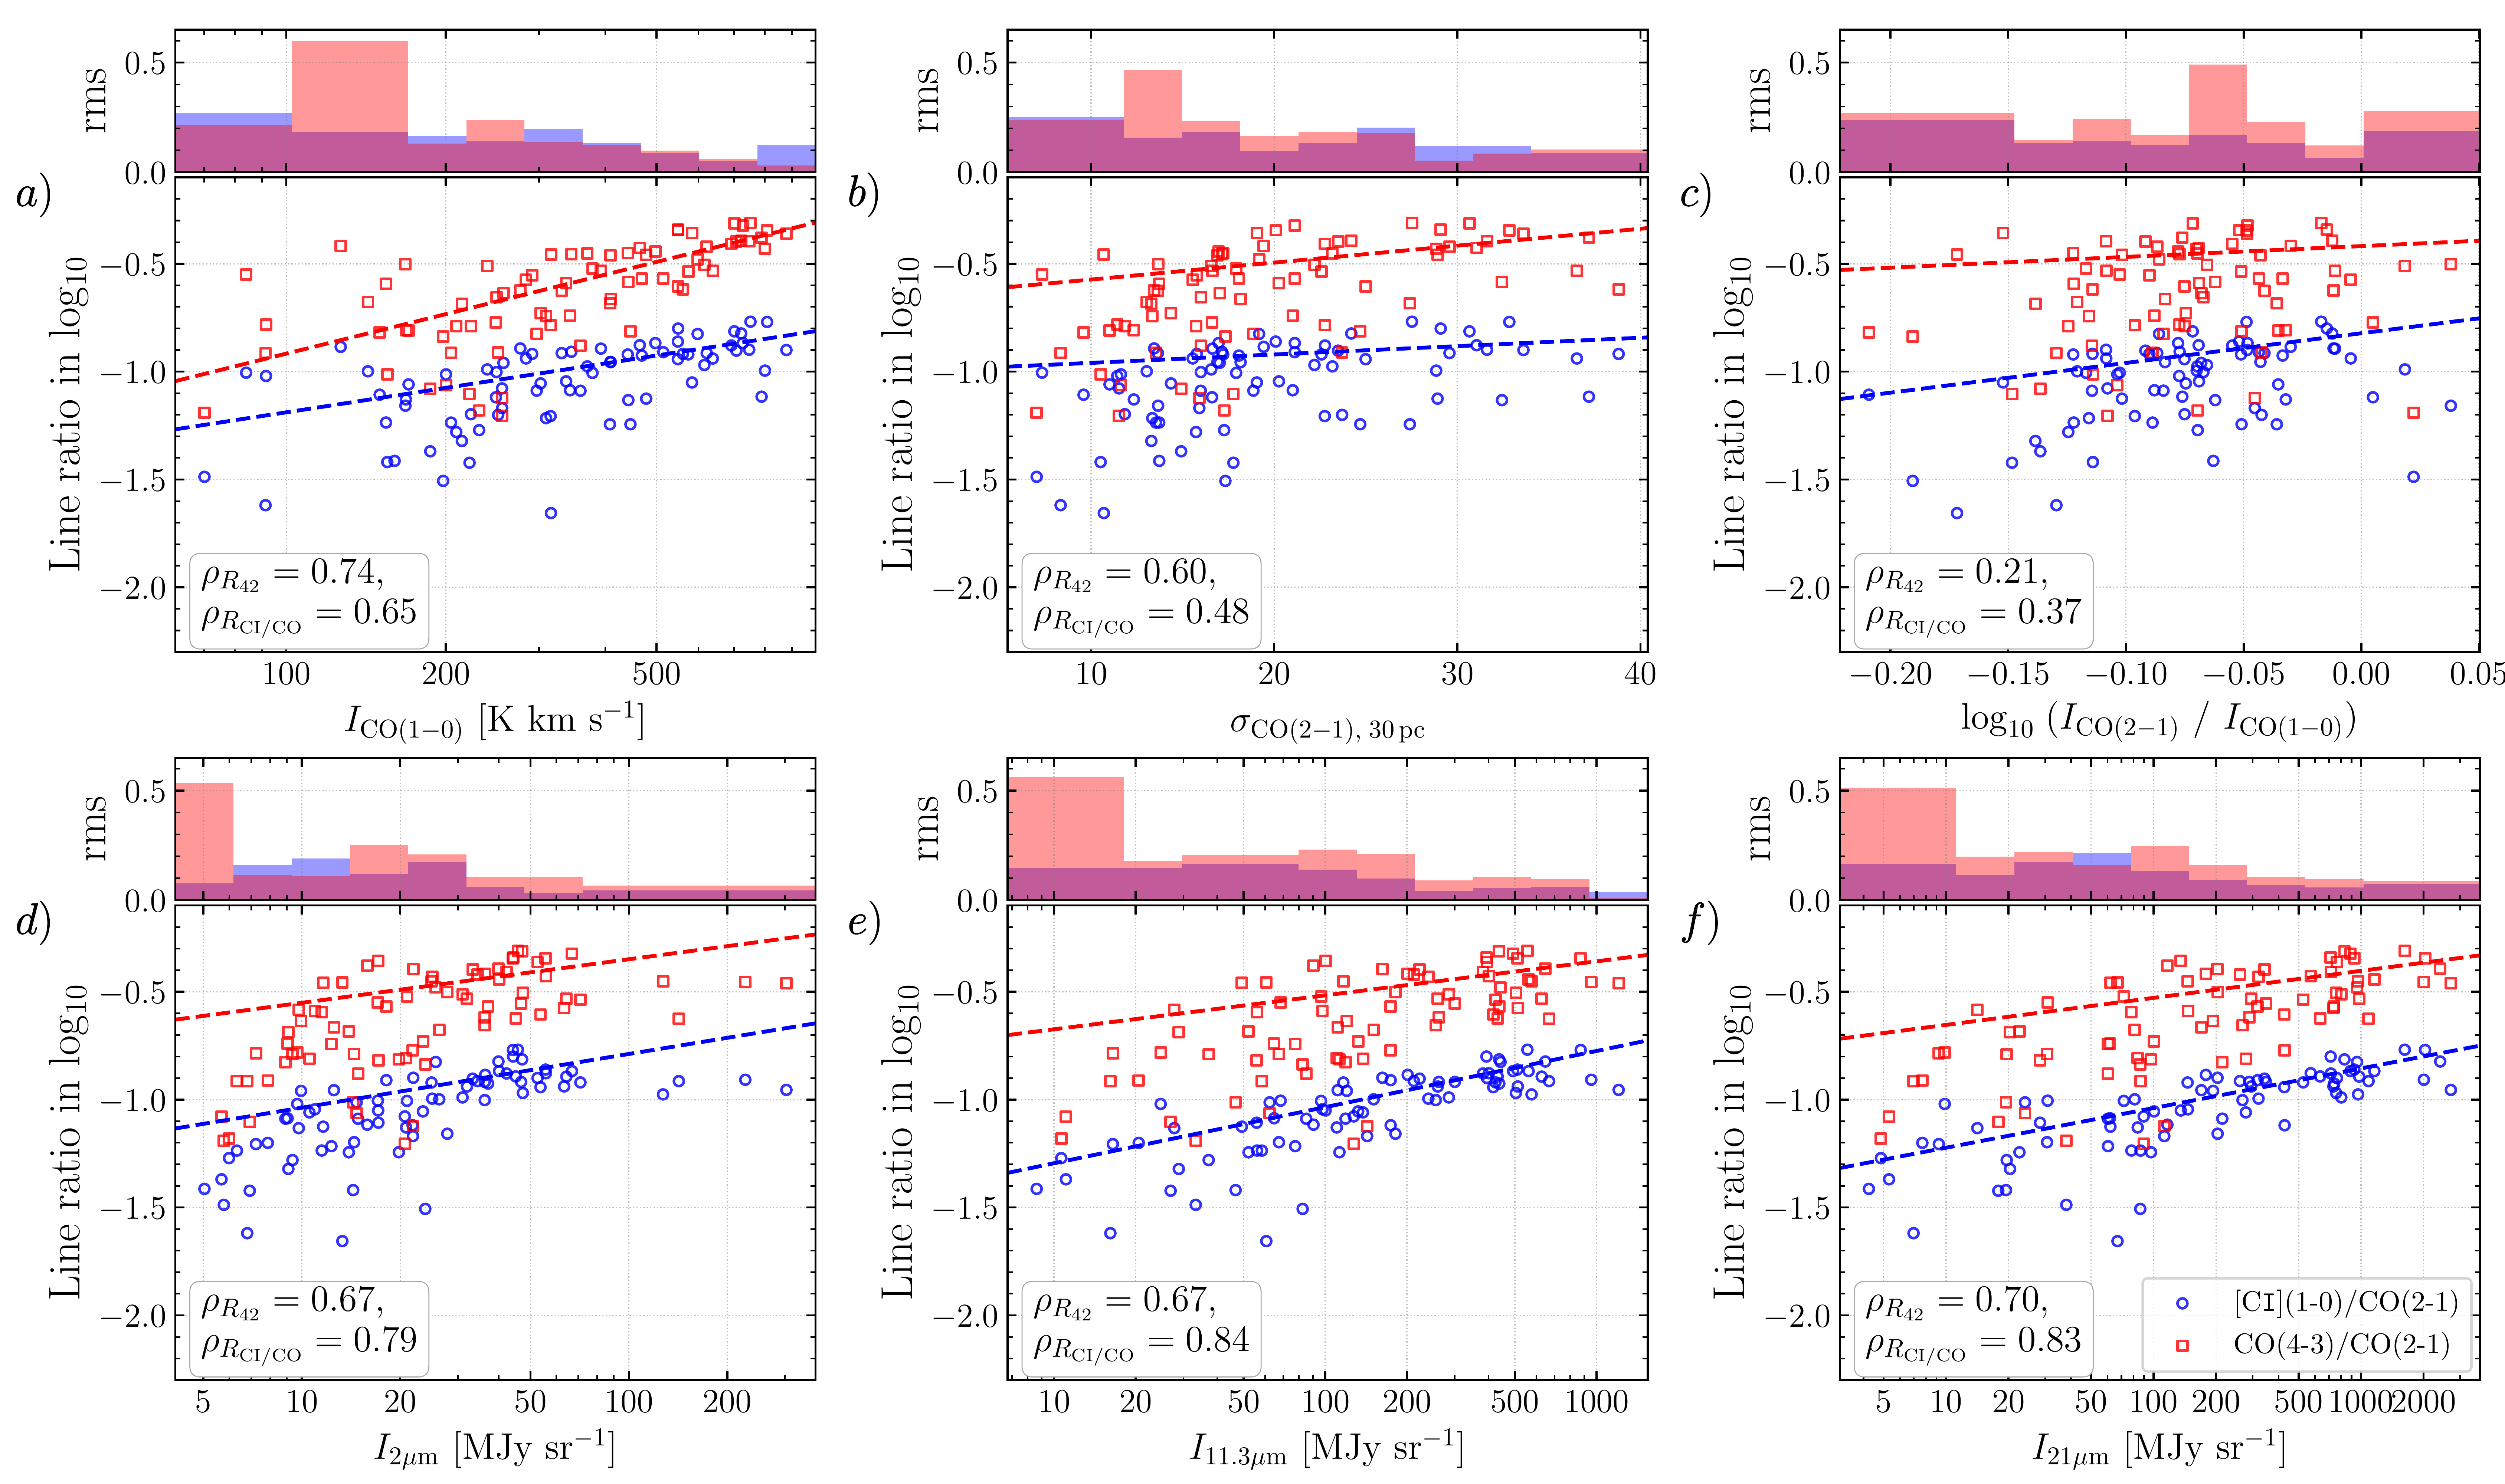 a)
rms
0.5
0.0
Line ratio in log10
−0.5
−1.0
−1.5
−2.0
ρR42 = 0.74,
ρRCI/CO = 0.65
100 200 500
ICO(1−0) [K km s−1]
b)
rms
0.5
0.0
Line ratio in log10
−0.5
−1.0
−1.5
−2.0
ρR42 = 0.60,
ρRCI/CO = 0.48
10 20 30 40
σCO(2−1), 30 pc
c)
rms
0.5
0.0
Line ratio in log10
−0.5
−1.0
−1.5
−2.0
ρR42 = 0.21,
ρRCI/CO = 0.37
−0.20 −0.15 −0.10 −0.05 0.00 0.05
log10 (ICO(2−1) / ICO(1−0))
d)
rms
0.5
0.0
Line ratio in log10
−0.5
−1.0
−1.5
−2.0
ρR42 = 0.67,
ρRCI/CO = 0.79
5 10 20 50 100 200
I2μm [MJy sr−1]
e)
rms
0.5
0.0
Line ratio in log10
−0.5
−1.0
−1.5
−2.0
ρR42 = 0.67,
ρRCI/CO = 0.84
10 20 50 100 200 500 1000
I11.3μm [MJy sr−1]
f)
rms
0.5
0.0
Line ratio in log10
−0.5
−1.0
−1.5
−2.0
ρR42 = 0.70,
ρRCI/CO = 0.83
[CI](1-0)/CO(2-1)
CO(4-3)/CO(2-1)
5 10 20 50 100 200 500 1000 2000
I21μm [MJy sr−1]